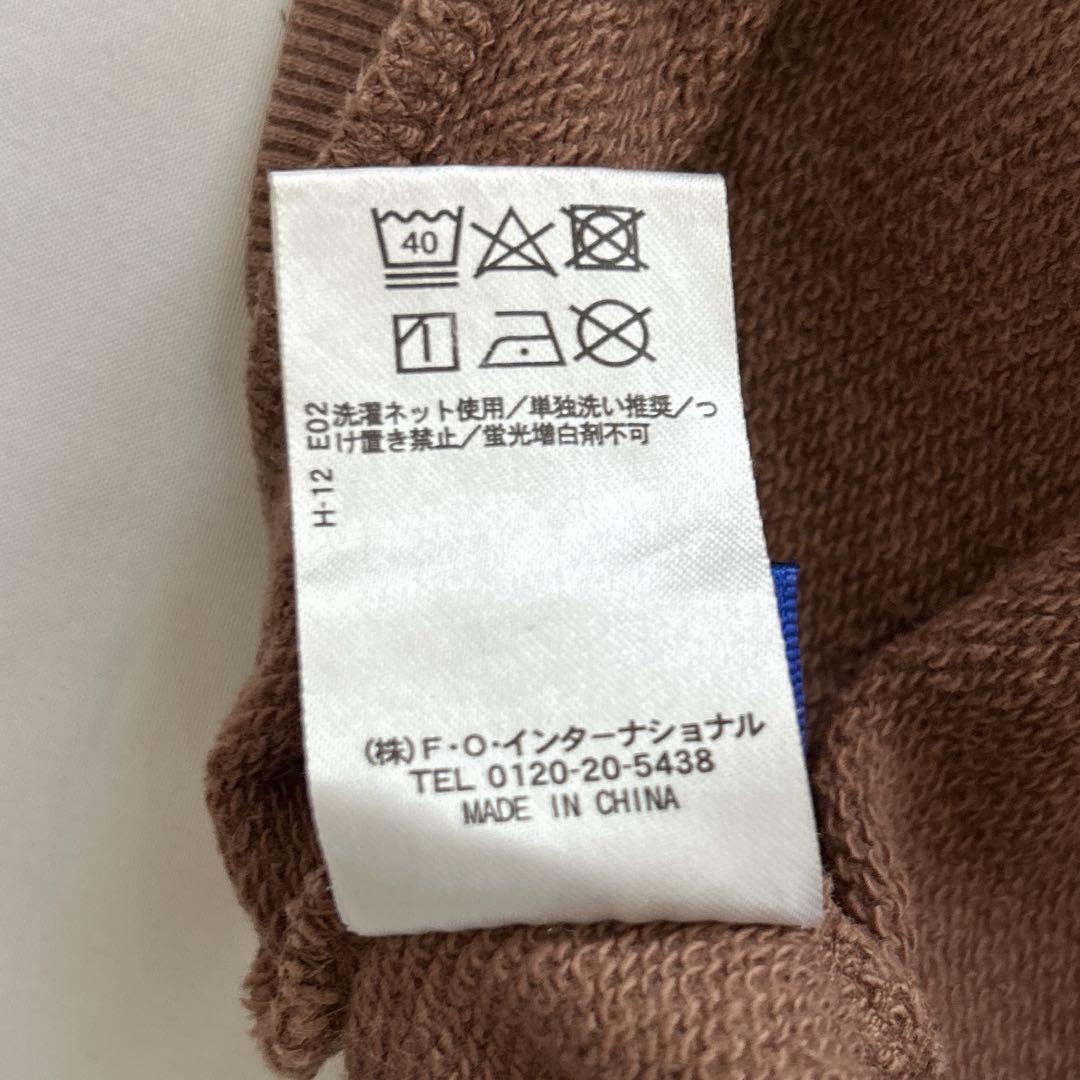 40
洗濯ネット使用/単独洗い推奨/っ
け置き禁止/蛍光増白剤不可
H-12 E02
(株)F・O・インターナショナル
TEL 0120-20-5438
MADE IN CHINA